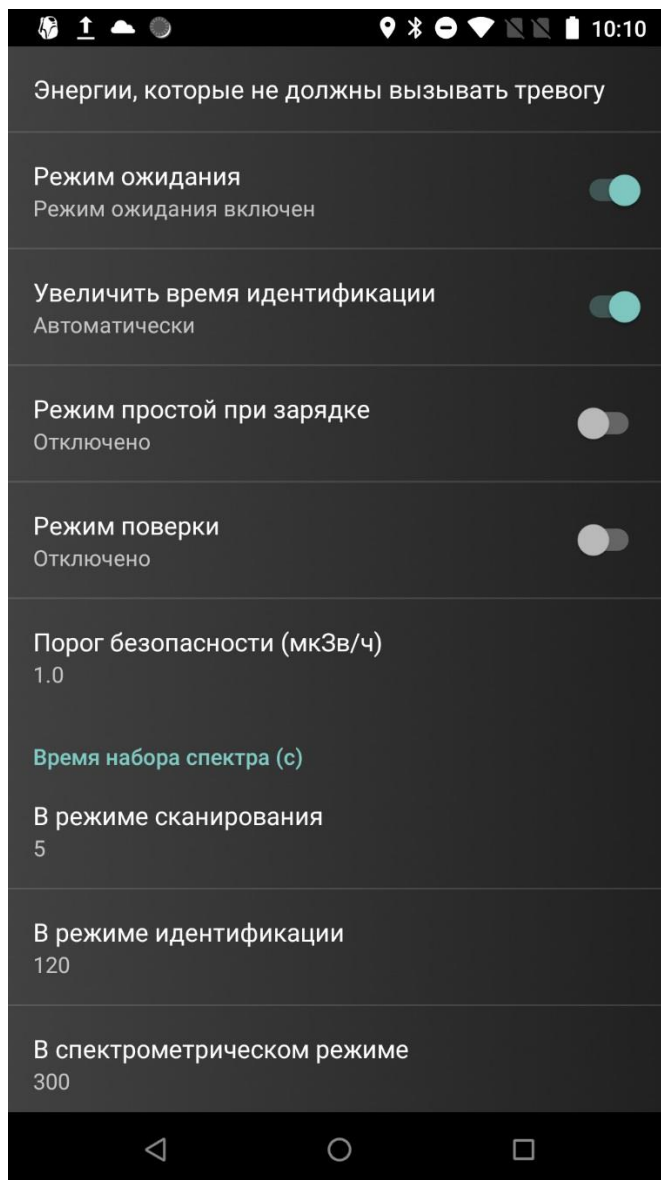 10:10
Энергии, которые не должны вызывать тревогу
Режим ожидания
Режим ожидания включен
Увеличить время идентификации
Автоматически
Режим простой при зарядке
Отключено
Режим поверки
Отключено
Порог безопасности (мкЗв/ч)
1.0
Время набора спектра (с)
В режиме сканирования
5
В режиме идентификации
120
В спектрометрическом режиме
300